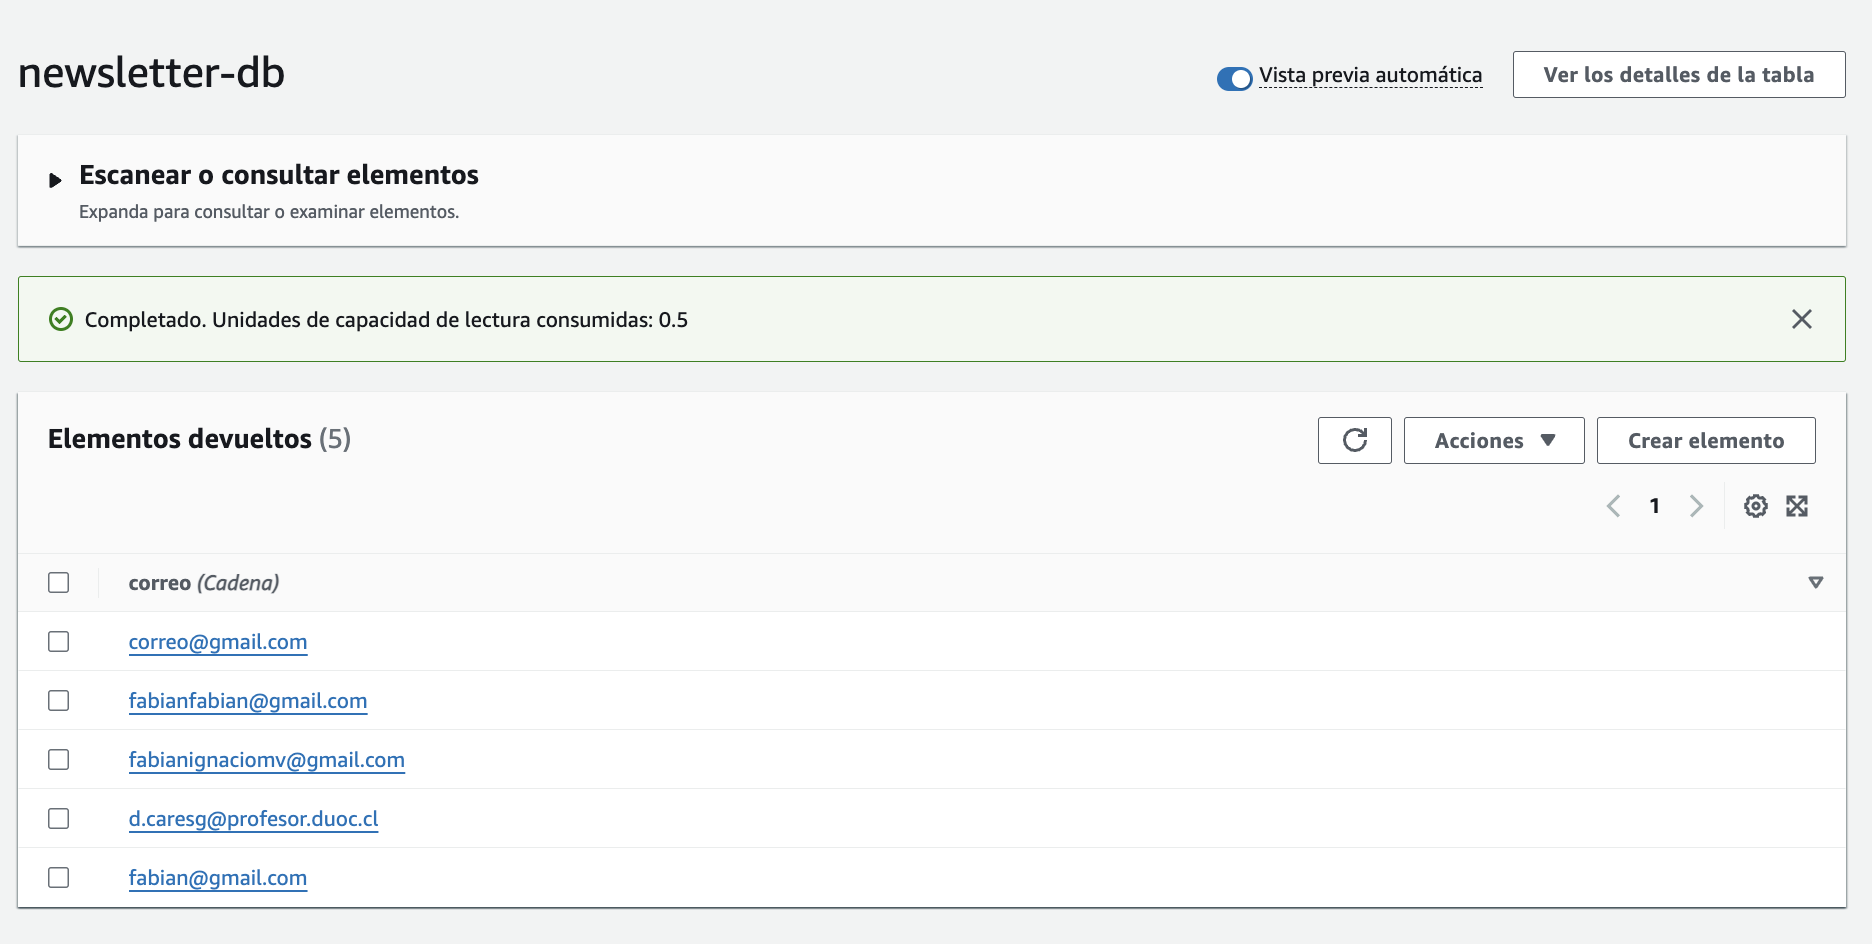 newsletter-db
Vista previa automática
Ver los detalles de la tabla
Escanear o consultar elementos
Expanda para consultar o examinar elementos.
Completado. Unidades de capacidad de lectura consumidas: 0.5
Elementos devueltos (5)
Acciones
Crear elemento
1
correo (Cadena)
correo@gmail.com
fabianfabian@gmail.com
fabianignaciomv@gmail.com
d.caresg@profesor.duoc.cl
fabian@gmail.com